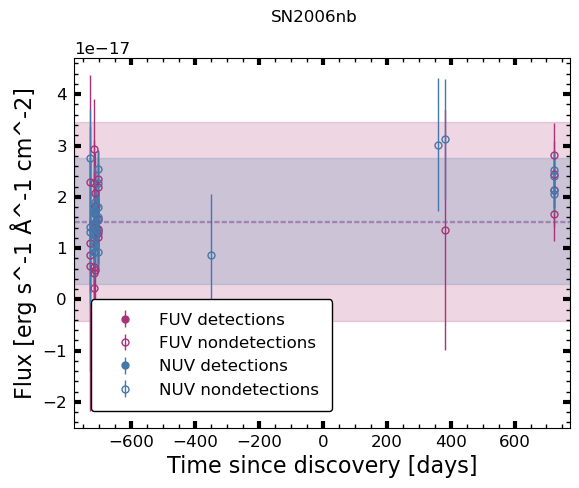 SN2006nb
1e−17
Flux [erg s^-1 Å^-1 cm^-2]
4
3
2
1
0
−1
−2
FUV detections
FUV nondetections
NUV detections
NUV nondetections
−600 −400 −200 0 200 400 600
Time since discovery [days]